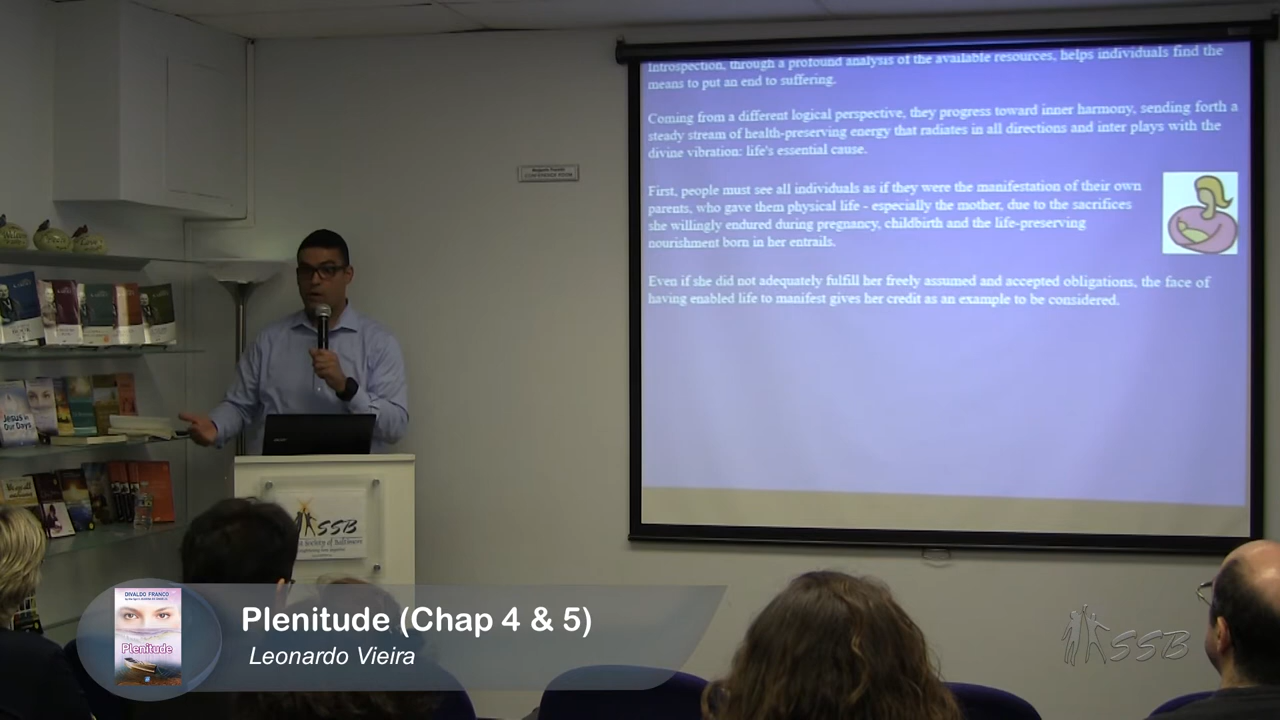 Introspection, through a profound analysis of the available resources, helps individuals find the
means to put an end to suffering.
Coming from a different logical perspective, they progress toward inner harmony, sending forth a
steady stream of health-preserving energy that radiates in all directions and inter plays with the
divine vibration: life's essential cause.
First, people must see all individuals as if they were the manifestation of their own
parents, who gave them physical life - especially the mother, due to the sacrifices
she willingly endured during pregnancy, childbirth and the life-preserving
nourishment born in her entrails.
Even if she did not adequately fulfill her freely assumed and accepted obligations, the face of
having enabled life to manifest gives her credit as an example to be considered.
CONFERENCE ROOM
Jesus in
Our Days
SSB
Society of Baltimore
DIVALDO FRANCO
Plenitude
Plenitude (Chap 4 & 5)
Leonardo Vieira
SSB